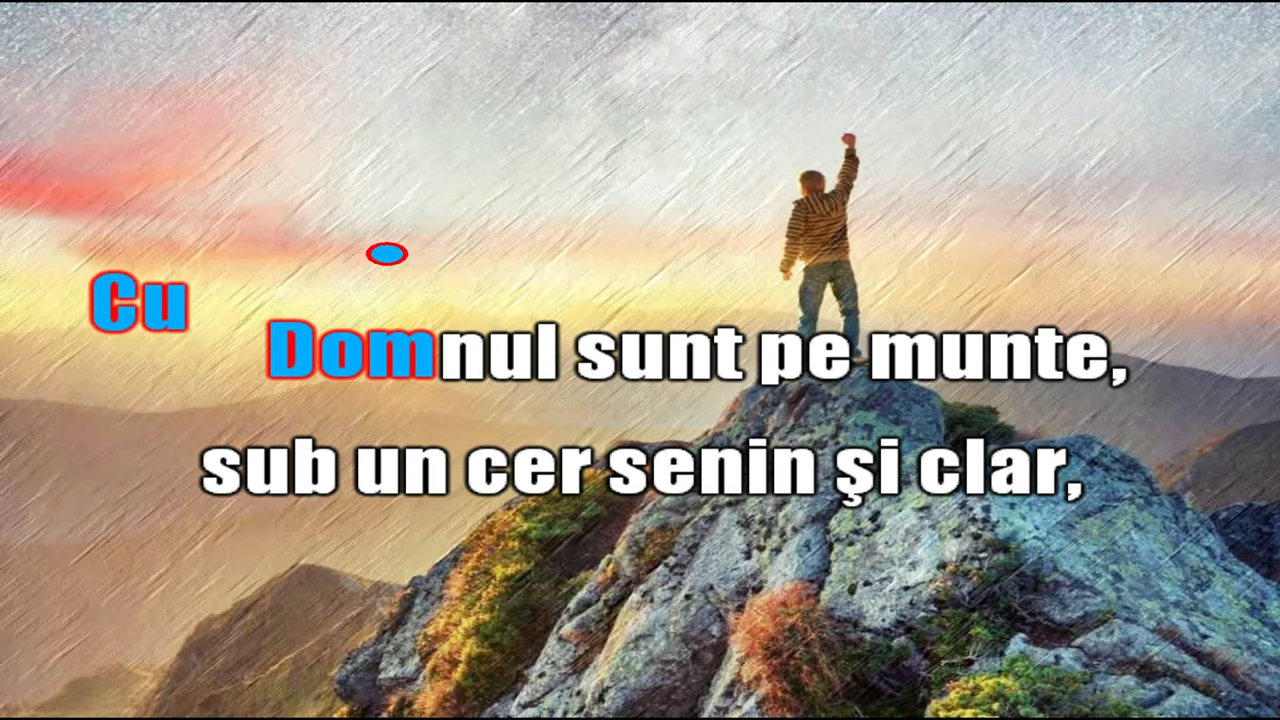 Cu Domnul sunt pe munte,
sub un cer senin şi clar,